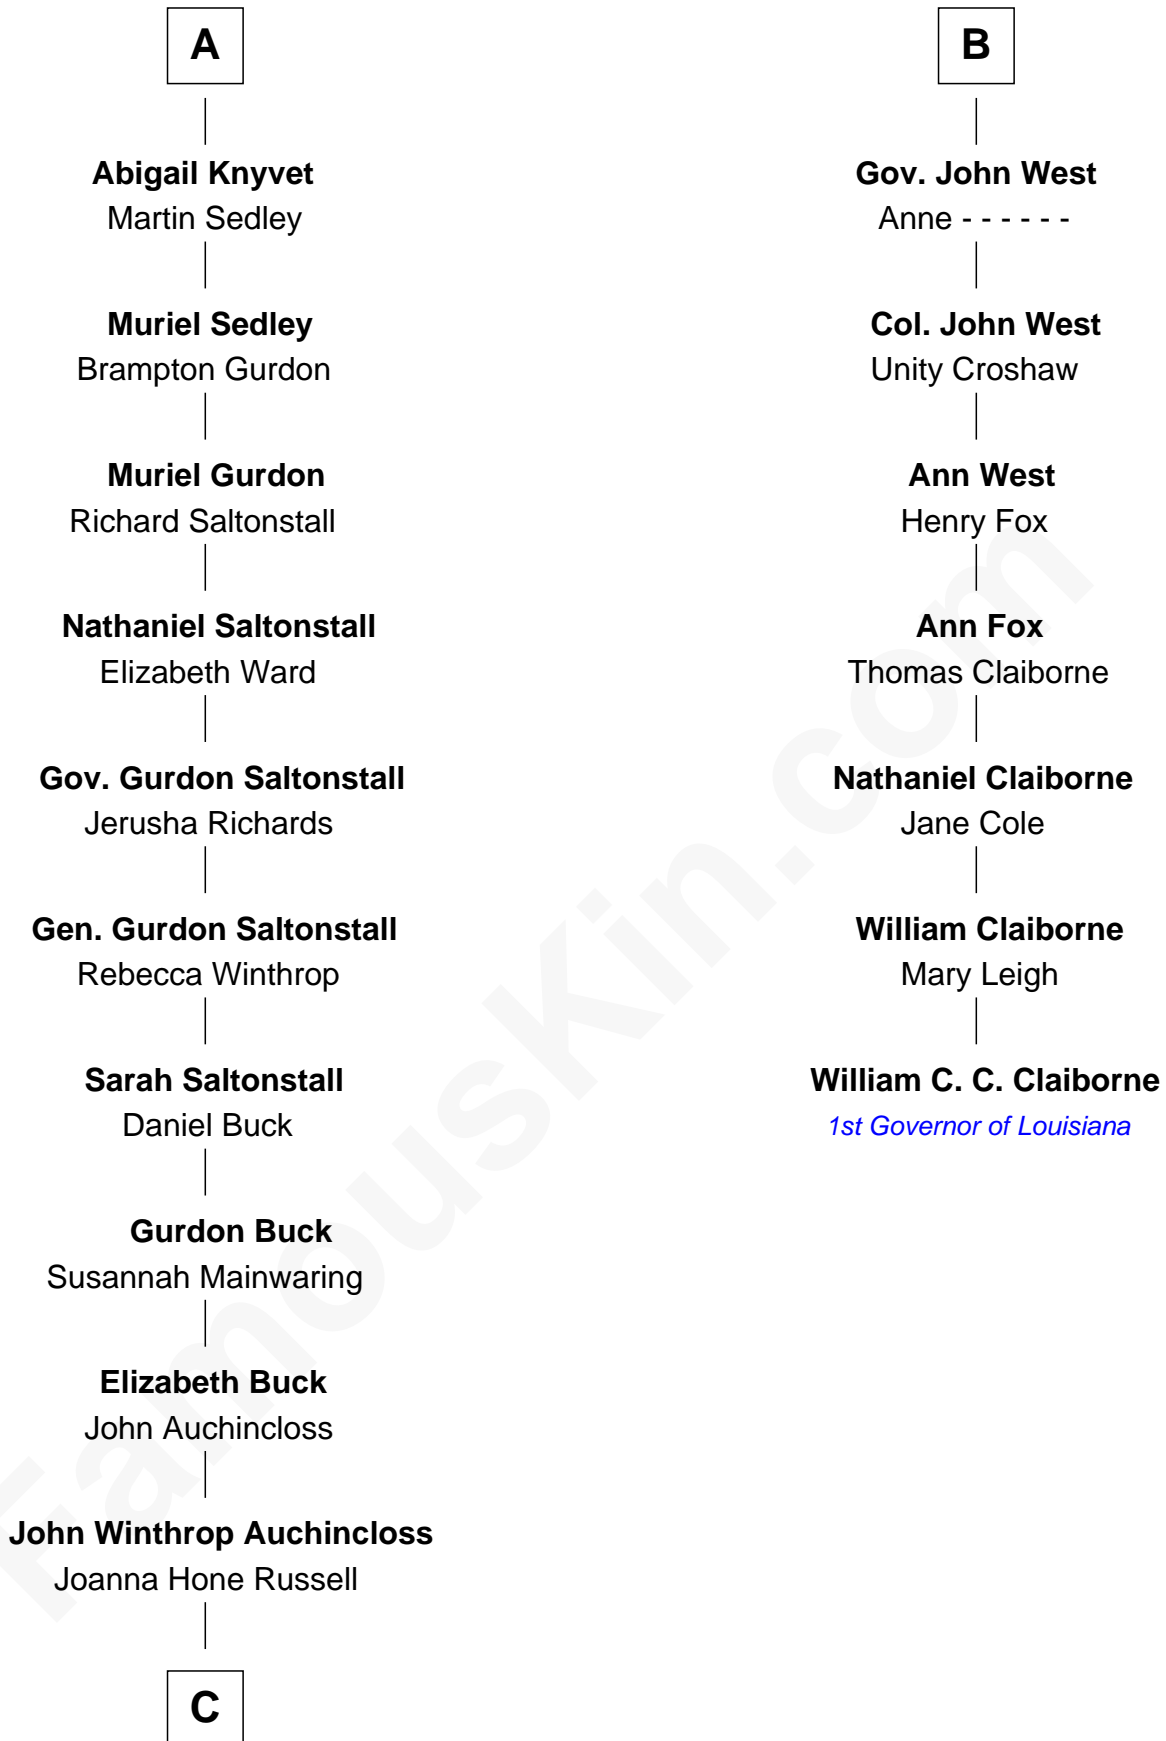 A
Abigail Knyvet
Martin Sedley
Muriel Sedley
Brampton Gurdon
Muriel Gurdon
Richard Saltonstall
Nathaniel Saltonstall
Elizabeth Ward
Gov. Gurdon Saltonstall
Jerusha Richards
Gen. Gurdon Saltonstall
Rebecca Winthrop
Sarah Saltonstall
Daniel Buck
Gurdon Buck
Susannah Mainwaring
Elizabeth Buck
John Auchincloss
John Winthrop Auchincloss
Joanna Hone Russell
C
B
Gov. John West
Anne - - - - - -
Col. John West
Unity Croshaw
Ann West
Henry Fox
Ann Fox
Thomas Claiborne
Nathaniel Claiborne
Jane Cole
William Claiborne
Mary Leigh
William C. C. Claiborne
1st Governor of Louisiana
FamousKin.com